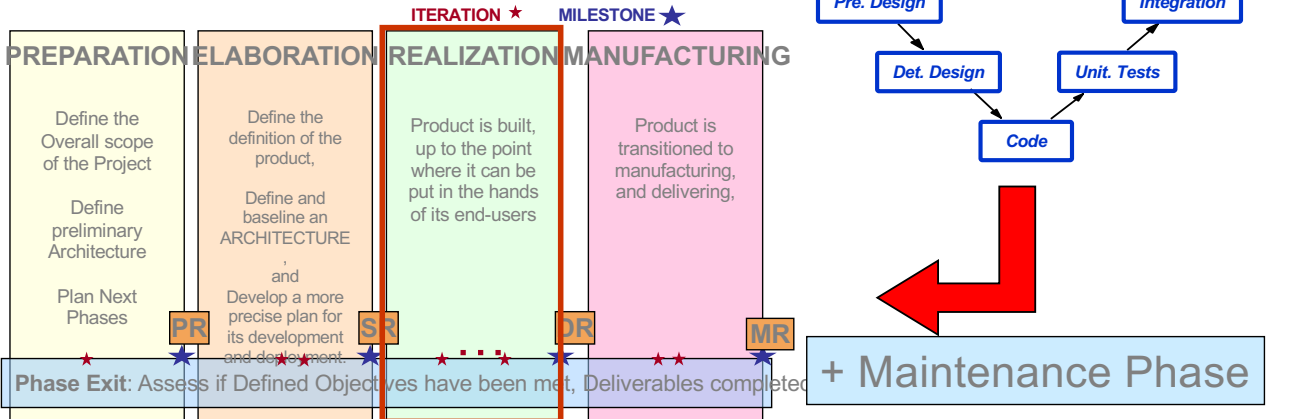 ITERATION
MILESTONE
PREPARATION
Define the
Overall scope
of the Project
Define
preliminary
Architecture
Plan Next
Phases
PR
ELABORATION
Define the
definition of the
product,
Define and
baseline an
ARCHITECTURE
,
and
Develop a more
precise plan for
its development
and deployment.
SR
REALIZATION
Product is built,
up to the point
where it can be
put in the hands
of its end-users
...
DR
MANUFACTURING
Product is
transitioned to
manufacturing,
and delivering,
MR
Phase Exit: Assess if Defined Objectives have been met, Deliverables completed
Pre. Design
Integration
Det. Design
Unit. Tests
Code
+ Maintenance Phase